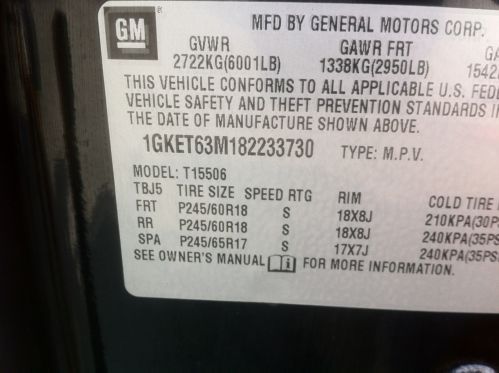 GM
MFD BY GENERAL MOTORS CORP.
GVWR GAWR FRT
2722KG(6001LB) 1338KG(2950LB)
THIS VEHICLE CONFORMS TO ALL APPLICABLE U.S.
VEHICLE SAFETY AND THEFT PREVENTION STANDARDS
THE DATE OF MANUFACTURE SHOWN ABOVE.
1GKET63M182233730 TYPE: M.P.V.
MODEL: T15506
TBJ5 TIRE SIZE SPEED RTG RIM COLD TIRE
FRT P245/60R18 S 18X8J 210KPA(30
RR P245/60R18 S 18X8J 240KPA(35PS
SPA P245/65R17 S 17X7J 240KPA(35PS
SEE OWNER'S MANUAL FOR MORE INFORMATION.